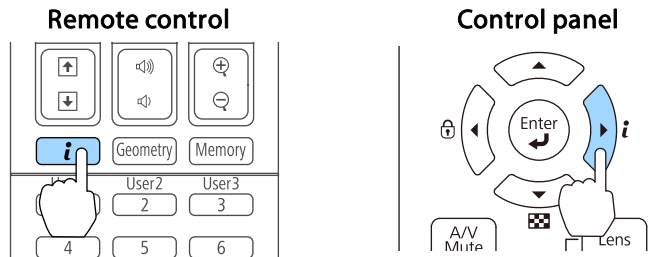 Remote control
Control panel
i
Geometry
Memory
User2
User3
2
3
4
5
6
Enter
i
A/V
Mute
Lens